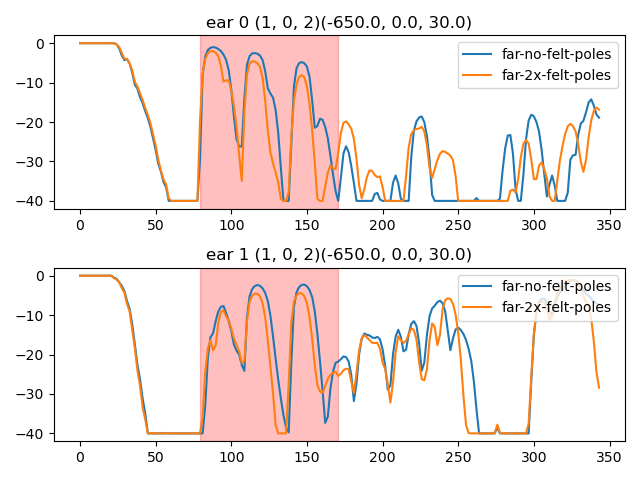 ear 0 (1, 0, 2)(-650.0, 0.0, 30.0)
0
−10
−20
−30
−40
far-no-felt-poles
far-2x-felt-poles
0 50 100 150 200 250 300 350
ear 1 (1, 0, 2)(-650.0, 0.0, 30.0)
0
−10
−20
−30
−40
far-no-felt-poles
far-2x-felt-poles
0 50 100 150 200 250 300 350